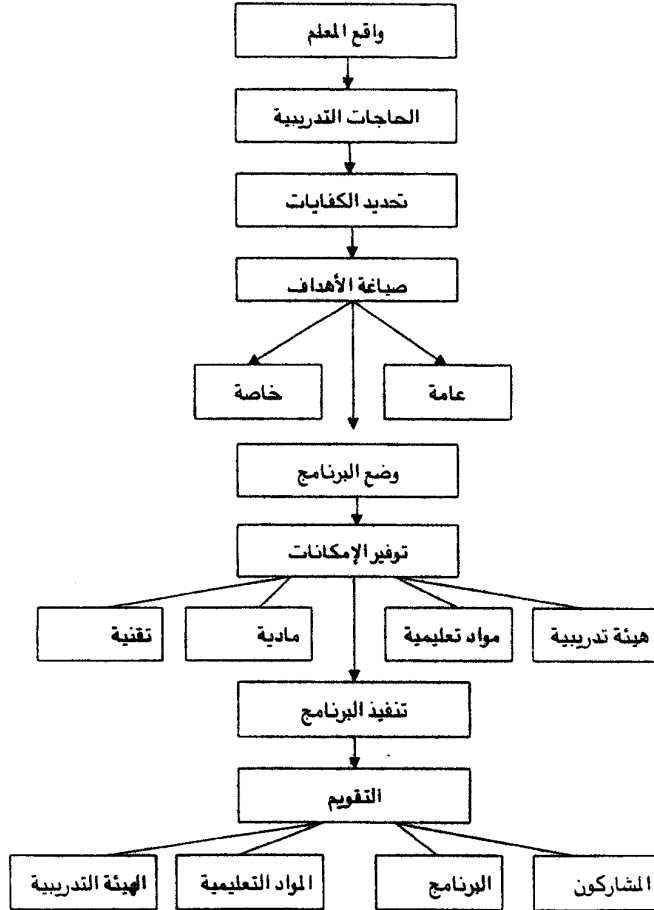 واقع المعلم
الحاجات التدريبية
تحديد الكفايات
صياغة الأهداف
عامة
خاصة
وضع البرنامج
توفير الإمكانات
هيئة تدريبية
مواد تعليمية
مادية
تقنية
تنفيذ البرنامج
التقويم
المشاركون
البرنامج
المواد التعليمية
الهيئة التدريبية